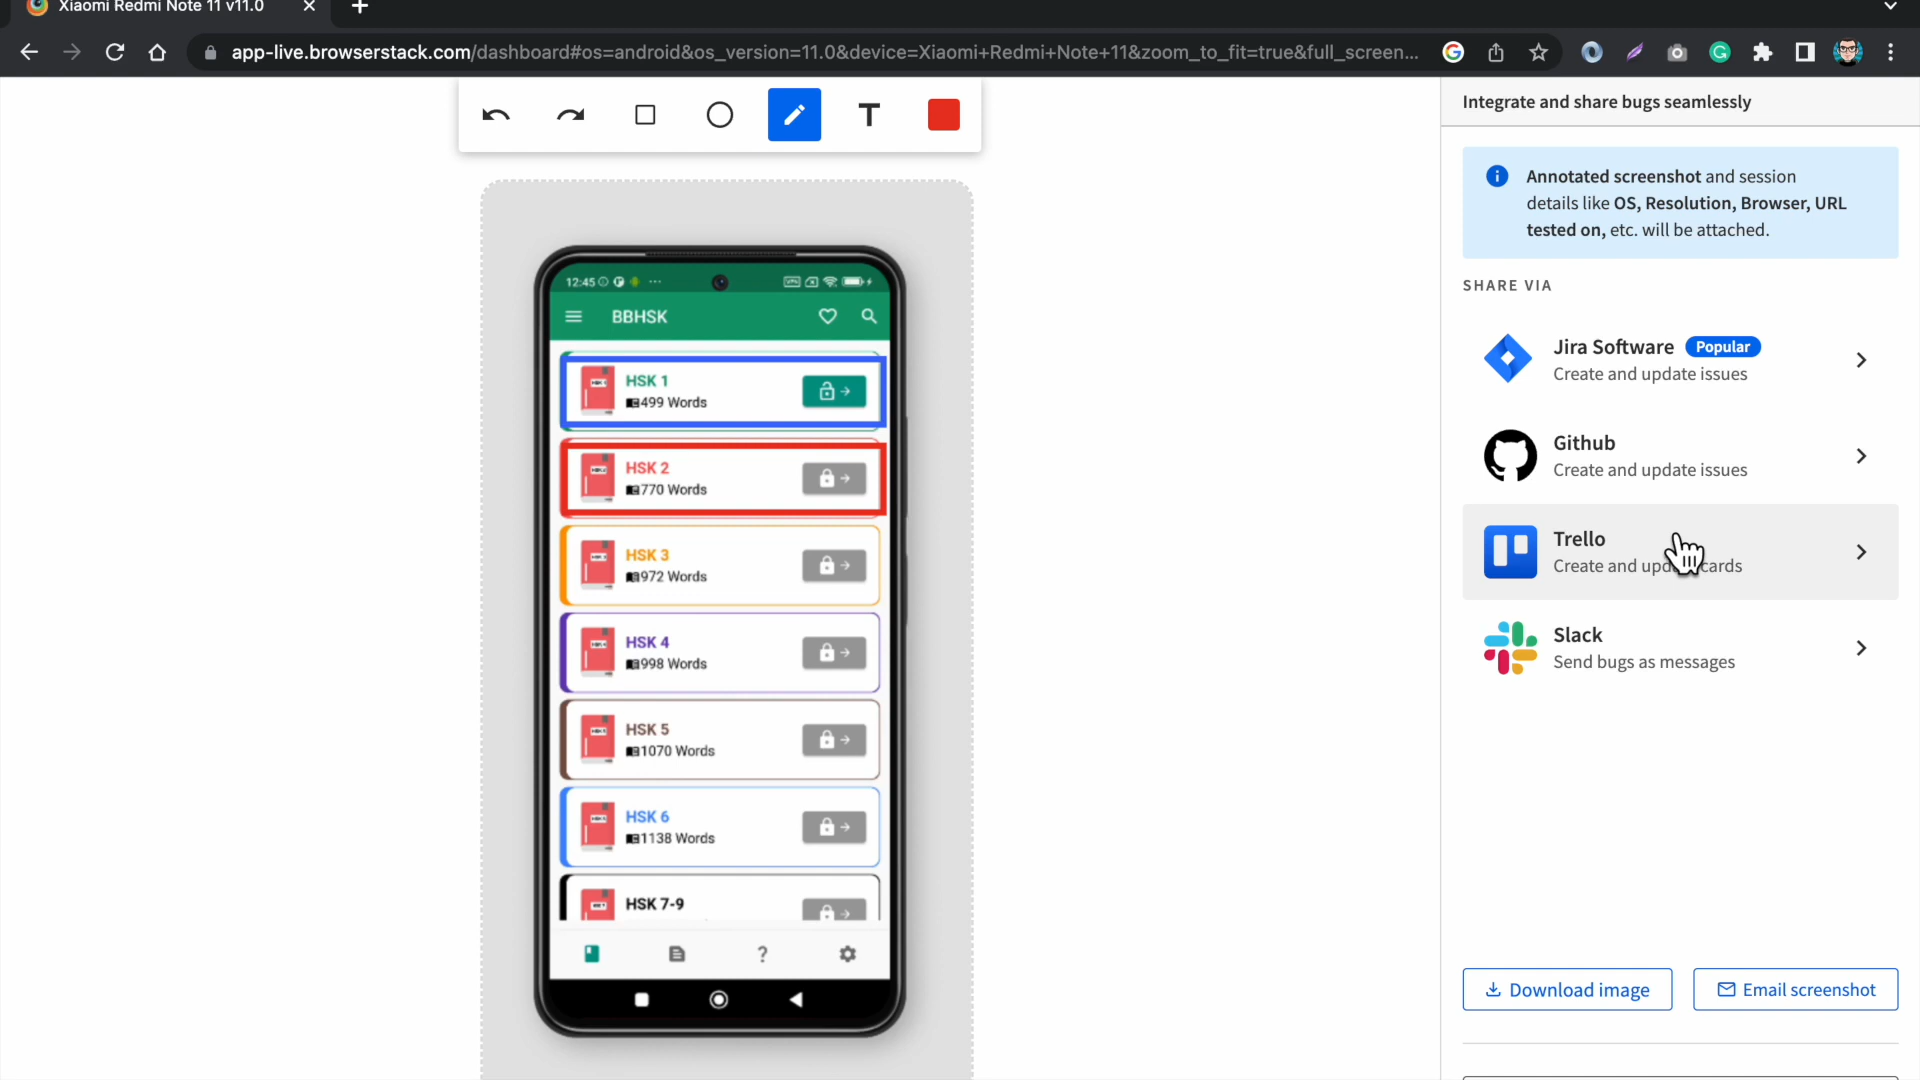 Xiaomi Redmi Note 11 v11.0
app-live.browserstack.com/dashboard#os=android&os_version=11.0&device=Xiaomi+Redmi+Note+11&zoom_to_fit=true&full_screen...
T
Integrate and share bugs seamlessly
Annotated screenshot and session
details like OS, Resolution, Browser, URL
tested on, etc. will be attached.
SHARE VIA
Jira Software Popular
Create and update issues
Github
Create and update issues
Trello
Create and update cards
Slack
Send bugs as messages
Download image
Email screenshot
12:45
BBHSK
HSK 1
499 Words
HSK 2
770 Words
HSK 3
972 Words
HSK 4
998 Words
HSK 5
1070 Words
HSK 6
1138 Words
HSK 7-9
?